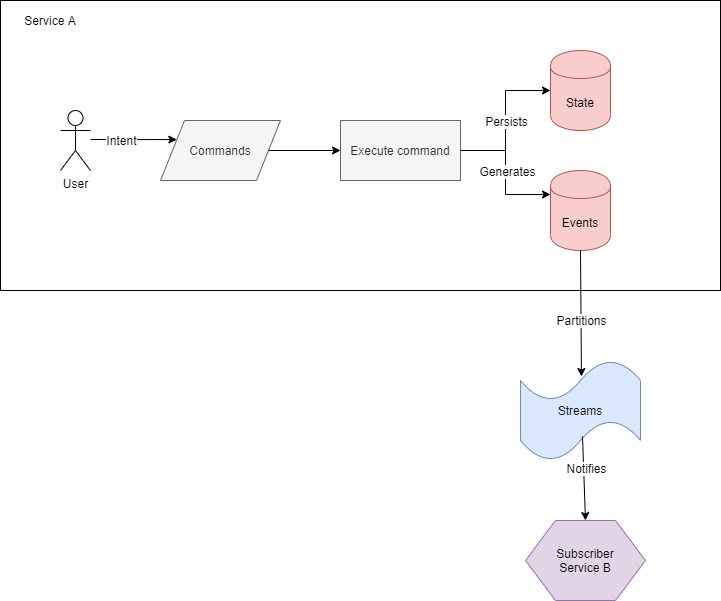 Service A
State
Persists
Intent
Commands
Execute command
Generates
User
Events
Partitions
Streams
Notifies
Subscriber
Service B